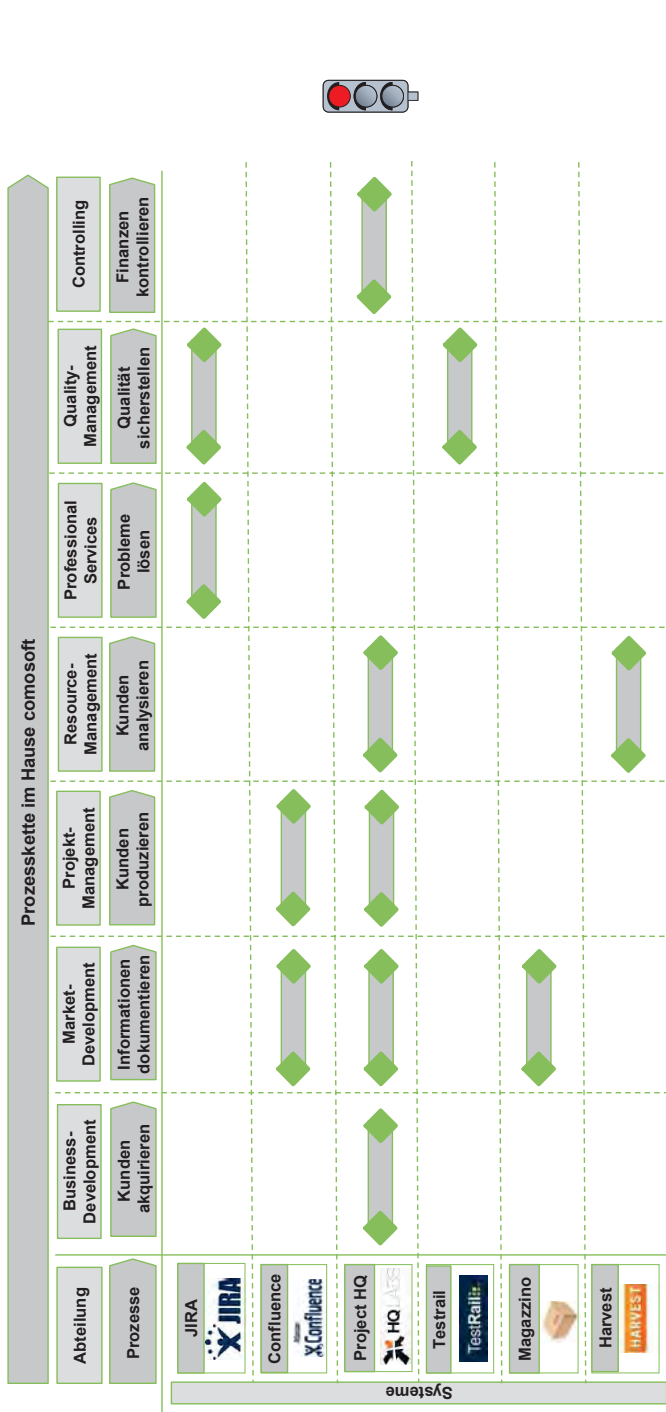 Prozesskette im Hause comosoft
Abteilung
Business-
Development
Market-
Development
Projekt-
Management
Resource-
Management
Professional
Services
Quality-
Management
Controlling
Prozesse
Kunden
akquirieren
Informationen
dokumentieren
Kunden
produzieren
Kunden
analysieren
Probleme
lösen
Qualität
sicherstellen
Finanzen
kontrollieren
Systeme
JIRA
JIRA
Confluence
Confluence
Project HQ
HQ LABS
Testrail
TestRail
Magazzino
Harvest
HARVEST